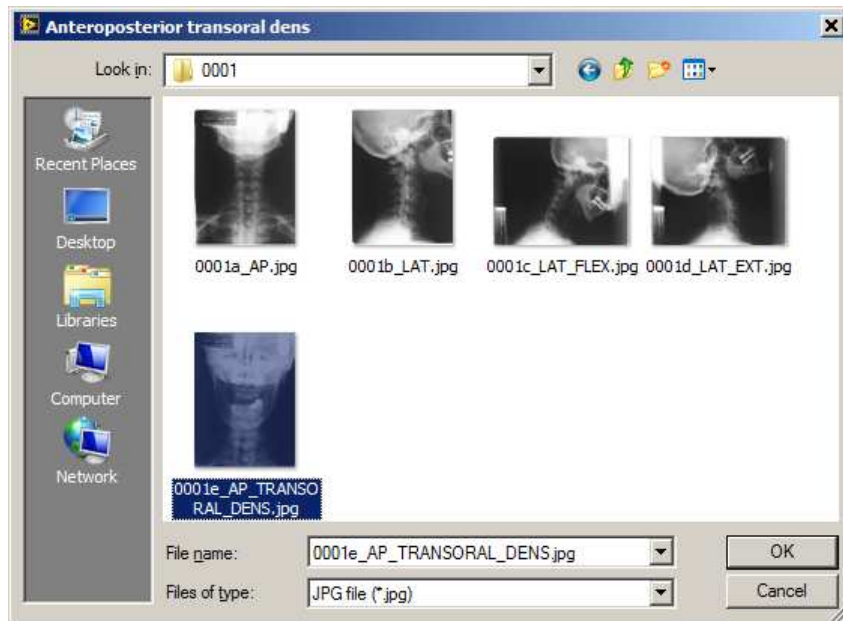 Anteroposterior transoral dens
Look in:
0001
Recent Places
Desktop
Libraries
Computer
Network
0001a_AP.jpg
0001b_LAT.jpg
0001c_LAT_FLEX.jpg
0001d_LAT_EXT.jpg
0001e_AP_TRANSO
RAL_DENS.jpg
File name:
0001e_AP_TRANSORAL_DENS.jpg
OK
Files of type:
JPG file (*.jpg)
Cancel